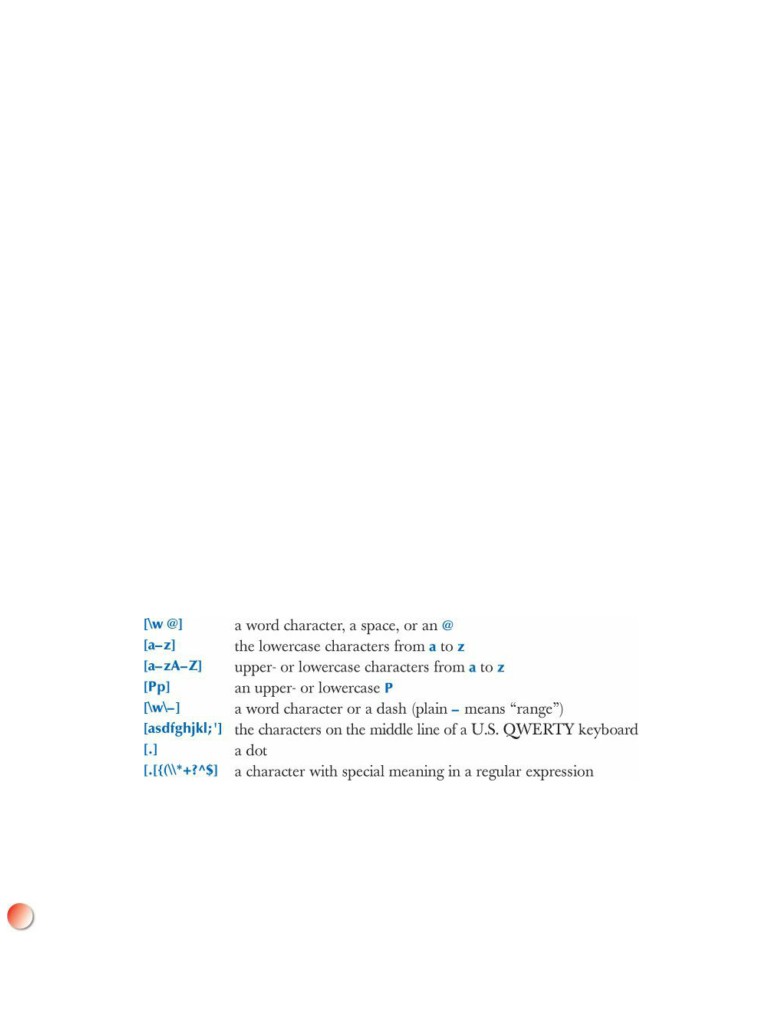 [\w @] a word character, a space, or an @
[a–z] the lowercase characters from a to z
[a–zA–Z] upper- or lowercase characters from a to z
[Pp] an upper- or lowercase P
[\w\–] a word character or a dash (plain – means “range”)
[asdfghjkl;'] the characters on the middle line of a U.S. QWERTY keyboard
[.] a dot
[.[{(\\*+?^$] a character with special meaning in a regular expression